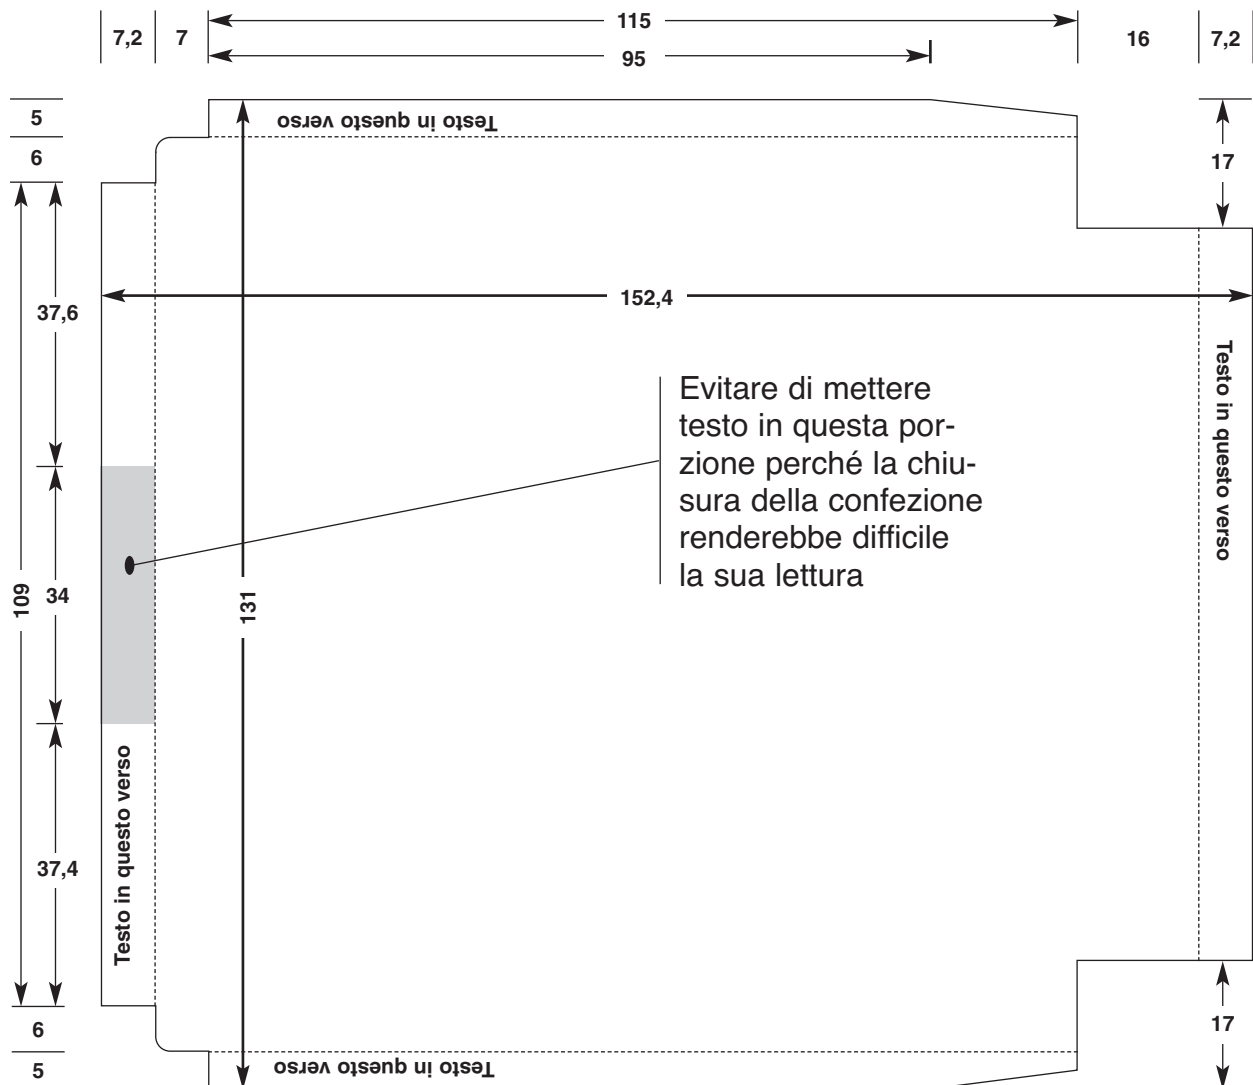 115
7,2 7 16 7,2
95
5
Testo in questo verso
6
17
37,6
152,4
Testo in questo verso
Evitare di mettere
testo in questa por-
zione perché la chiu-
sura della confezione
renderebbe difficile
la sua lettura
109
34
131
Testo in questo verso
37,4
6
17
5
Testo in questo verso